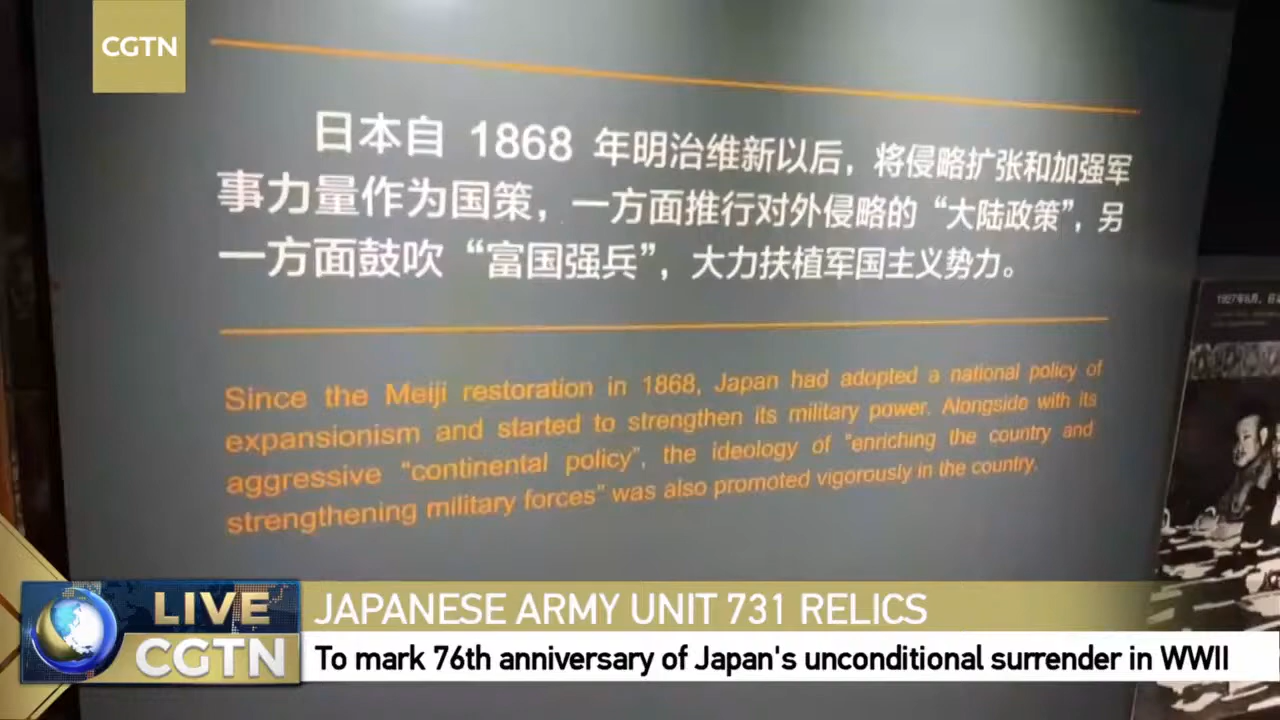 CGTN
日本自 1868 年明治维新以后，将侵略扩张和加强军
事力量作为国策，一方面推行对外侵略的“大陆政策”，另
一方面鼓吹“富国强兵”，大力扶植军国主义势力。
Since the Meiji restoration in 1868, Japan had adopted a national policy of
expansionism and started to strengthen its military power. Alongside with its
aggressive "continental policy", the ideology of "enriching the country and
strengthening military forces" was also promoted vigorously in the country.
LIVE
CGTN
JAPANESE ARMY UNIT 731 RELICS
To mark 76th anniversary of Japan's unconditional surrender in WWII